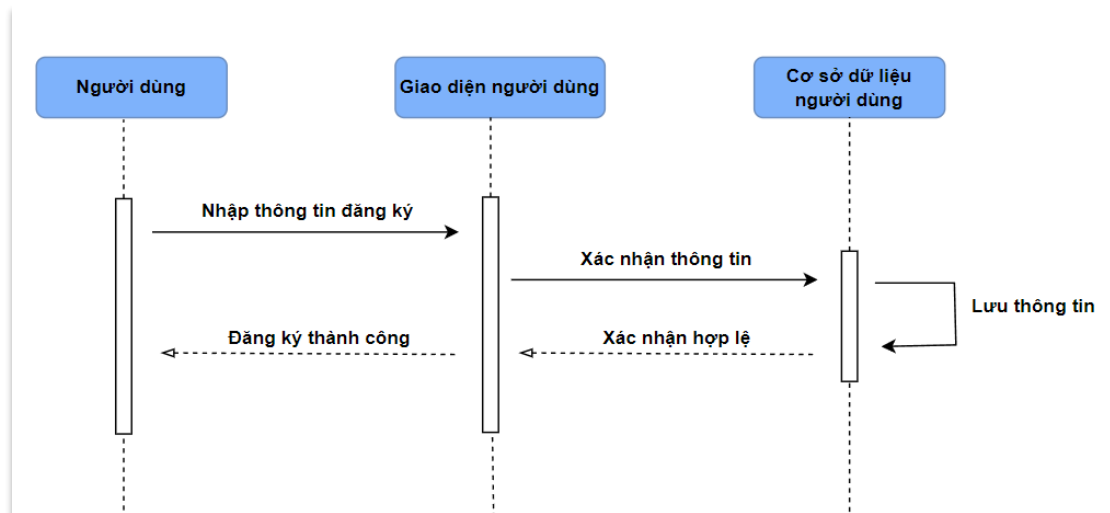 Người dùng
Giao diện người dùng
Cơ sở dữ liệu
người dùng
Nhập thông tin đăng ký
Xác nhận thông tin
Lưu thông tin
Đăng ký thành công
Xác nhận hợp lệ